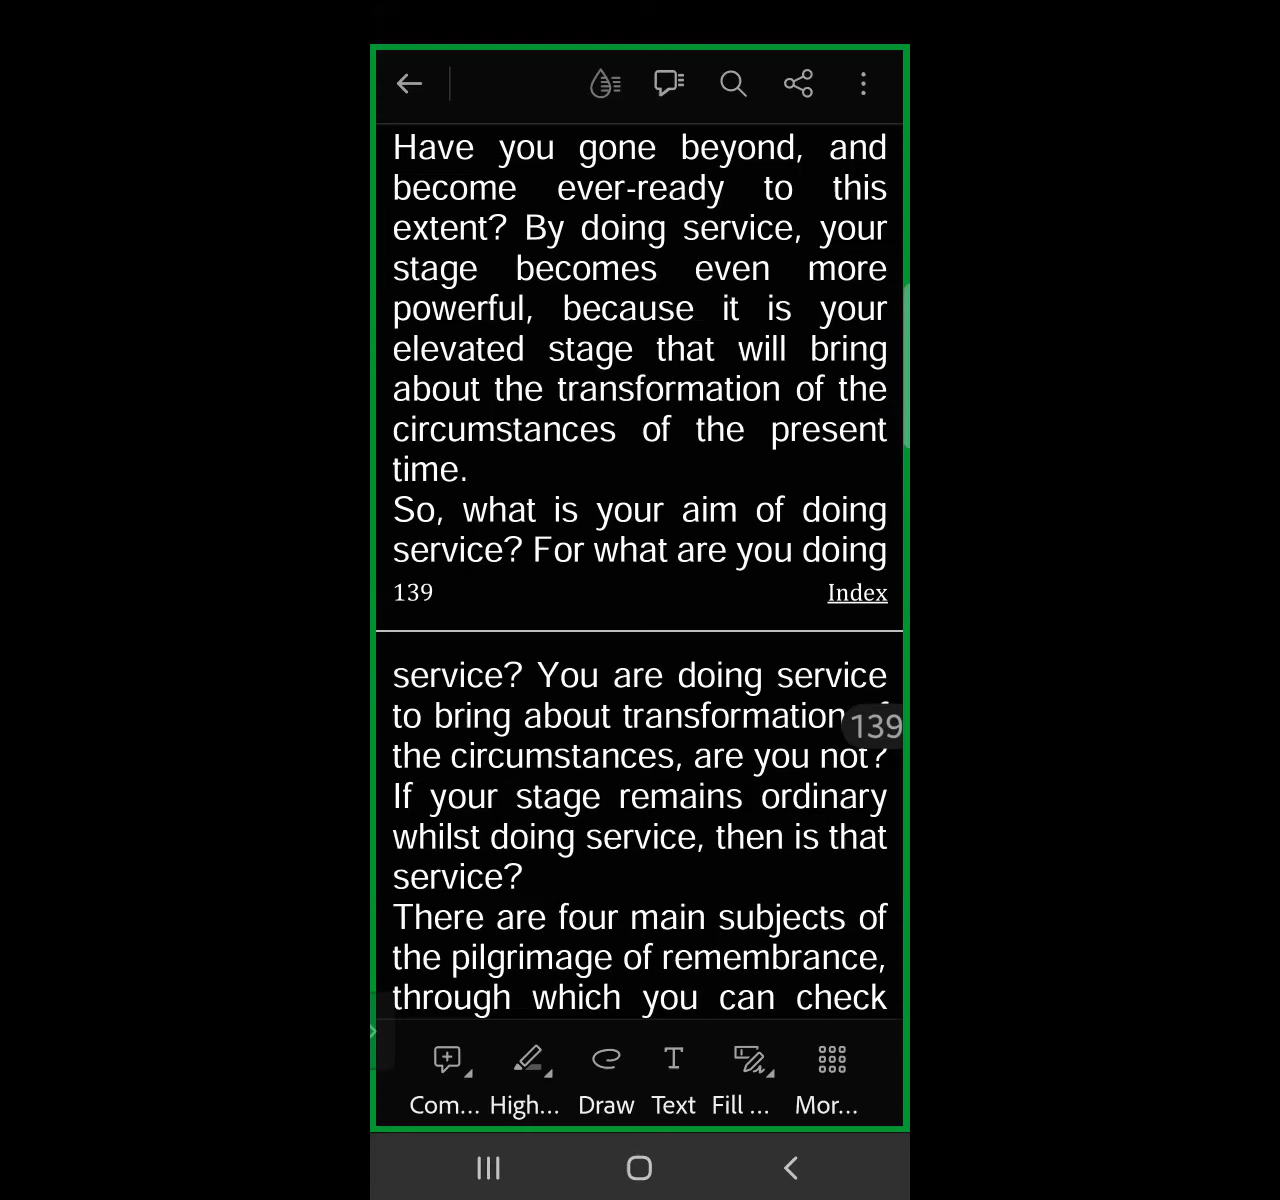 Have you gone beyond, and
become ever-ready to this
extent? By doing service, your
stage becomes even more
powerful, because it is your
elevated stage that will bring
about the transformation of the
circumstances of the present
time.
So, what is your aim of doing
service? For what are you doing
139 Index
service? You are doing service
to bring about transformation
139
the circumstances, are you not?
If your stage remains ordinary
whilst doing service, then is that
service?
There are four main subjects of
the pilgrimage of remembrance,
through which you can check
Com... High... Draw Text Fill ... Mor...